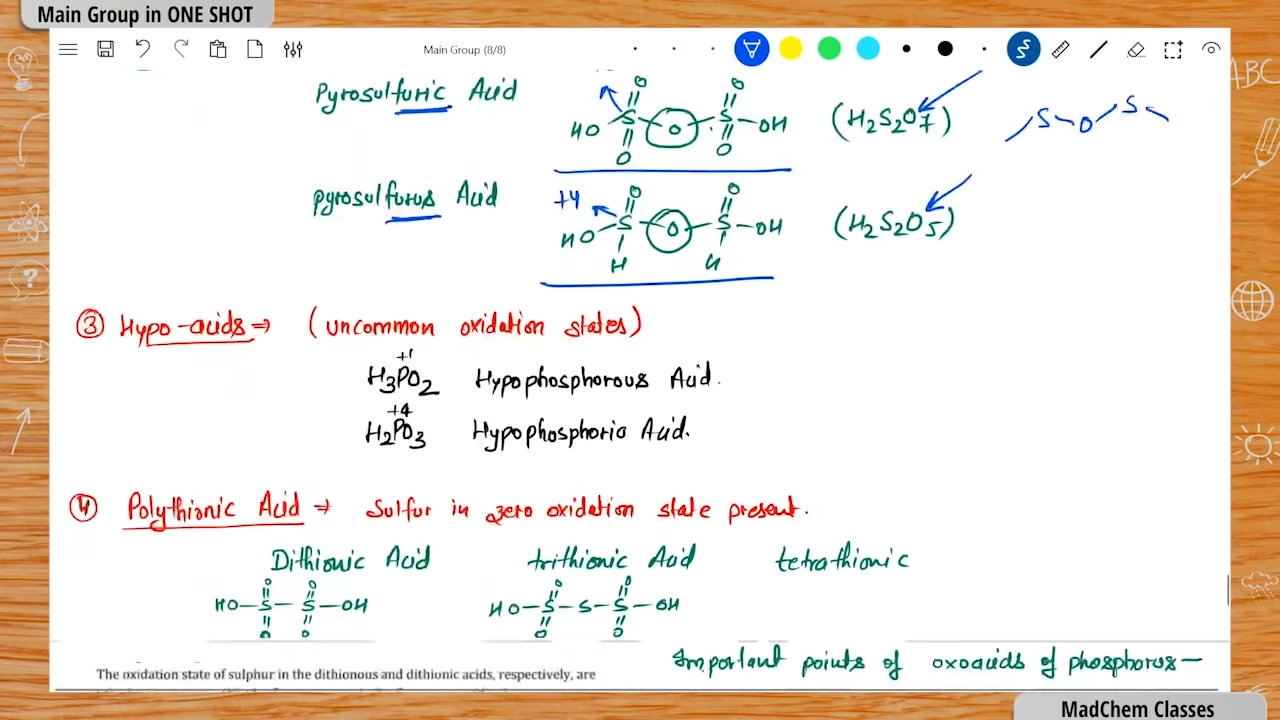 Main Group in ONE SHOT
Main Group (8/8)
ABC
Pyrosulfuric Acid
O O
HO S O S OH (H2S2O7) S O S
O O
pyrosulfurus Acid
+4 O O
HO S O S OH (H2S2O5)
H H
③ Hypo-acids ⇒ (uncommon oxidation states)
+1
H3PO2 Hypophosphorous Acid.
+4
H2PO3 Hypophosphoric Acid.
④ Polythionic Acid ⇒ Sulfur in zero oxidation state present.
Dithionic Acid trithionic Acid tetrathionic
O O O O
HO–S–S–OH HO–S–S–S–OH
O O O O
Important points of oxoacids of phosphorus—
The oxidation state of sulphur in the dithionous and dithionic acids, respectively, are
MadChem Classes